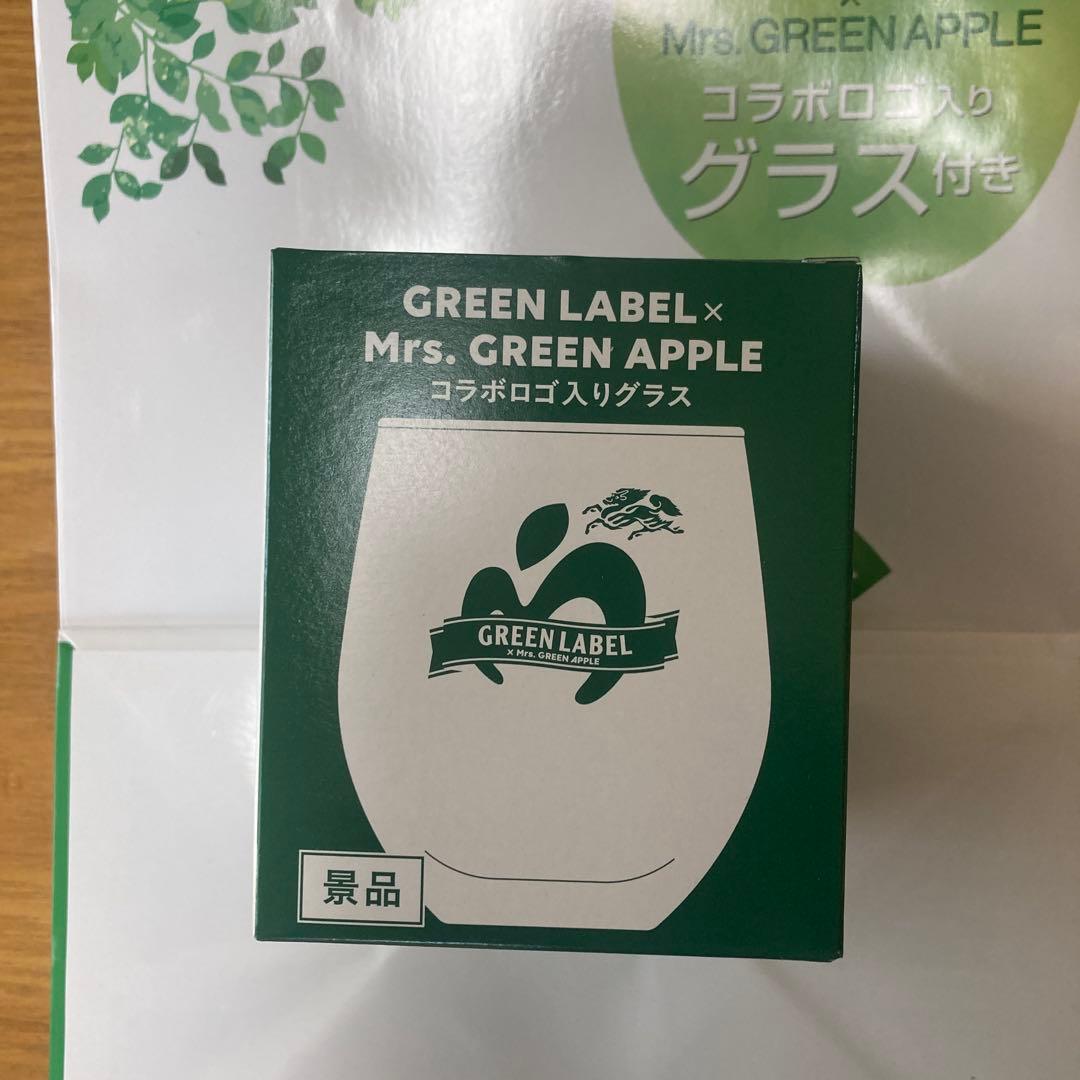 ×
Mrs. GREEN APPLE
コラボロゴ入り
グラス付き
GREEN LABEL×
Mrs. GREEN APPLE
コラボロゴ入りグラス
GREEN LABEL
× Mrs. GREEN APPLE
景品